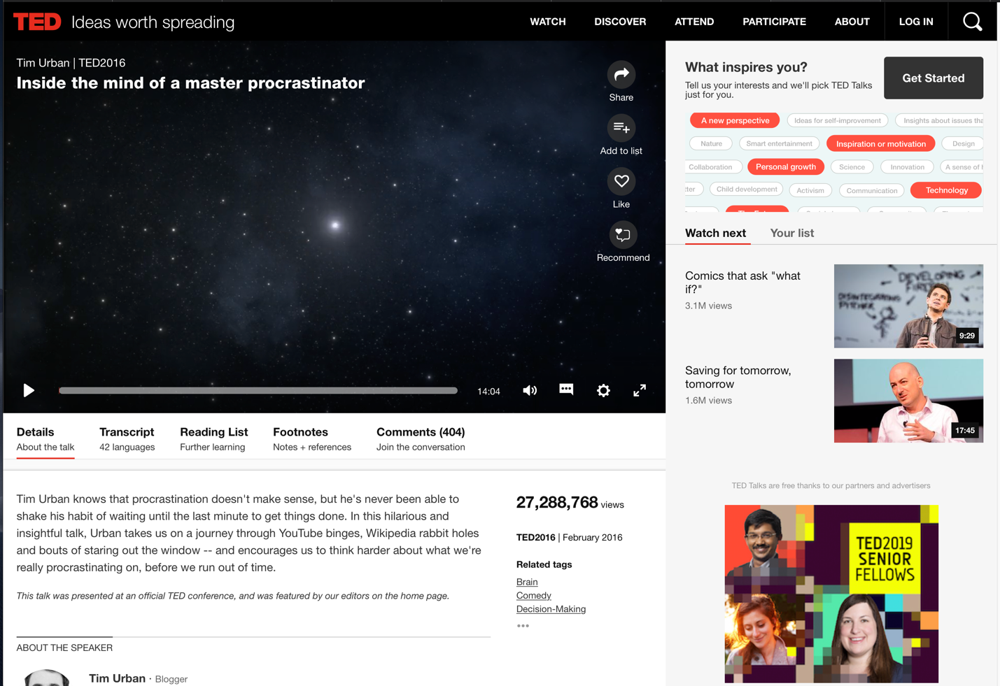 TED Ideas worth spreading
WATCH
DISCOVER
ATTEND
PARTICIPATE
ABOUT
LOG IN
Tim Urban | TED2016
Inside the mind of a master procrastinator
Share
Add to list
Like
Recommend
14:04
Details
About the talk
Transcript
42 languages
Reading List
Further learning
Footnotes
Notes + references
Comments (404)
Join the conversation
Tim Urban knows that procrastination doesn't make sense, but he's never been able to
shake his habit of waiting until the last minute to get things done. In this hilarious and
insightful talk, Urban takes us on a journey through YouTube binges, Wikipedia rabbit holes
and bouts of staring out the window -- and encourages us to think harder about what we're
really procrastinating on, before we run out of time.
This talk was presented at an official TED conference, and was featured by our editors on the home page.
ABOUT THE SPEAKER
Tim Urban · Blogger
27,288,768 views
TED2016 | February 2016
Related tags
Brain
Comedy
Decision-Making
What inspires you?
Tell us your interests and we'll pick TED Talks
just for you.
Get Started
A new perspective
Ideas for self-improvement
Insights about issues tha
Nature
Smart entertainment
Inspiration or motivation
Design
Collaboration
Personal growth
Science
Innovation
A sense of
tter
Child development
Activism
Communication
Technology
Watch next
Your list
Comics that ask "what
if?"
3.1M views
DEVELOPING
DISINTEGRATING
PITCHER
9:29
Saving for tomorrow,
tomorrow
1.6M views
17:45
TED Talks are free thanks to our partners and advertisers
TED2019
SENIOR
FELLOWS